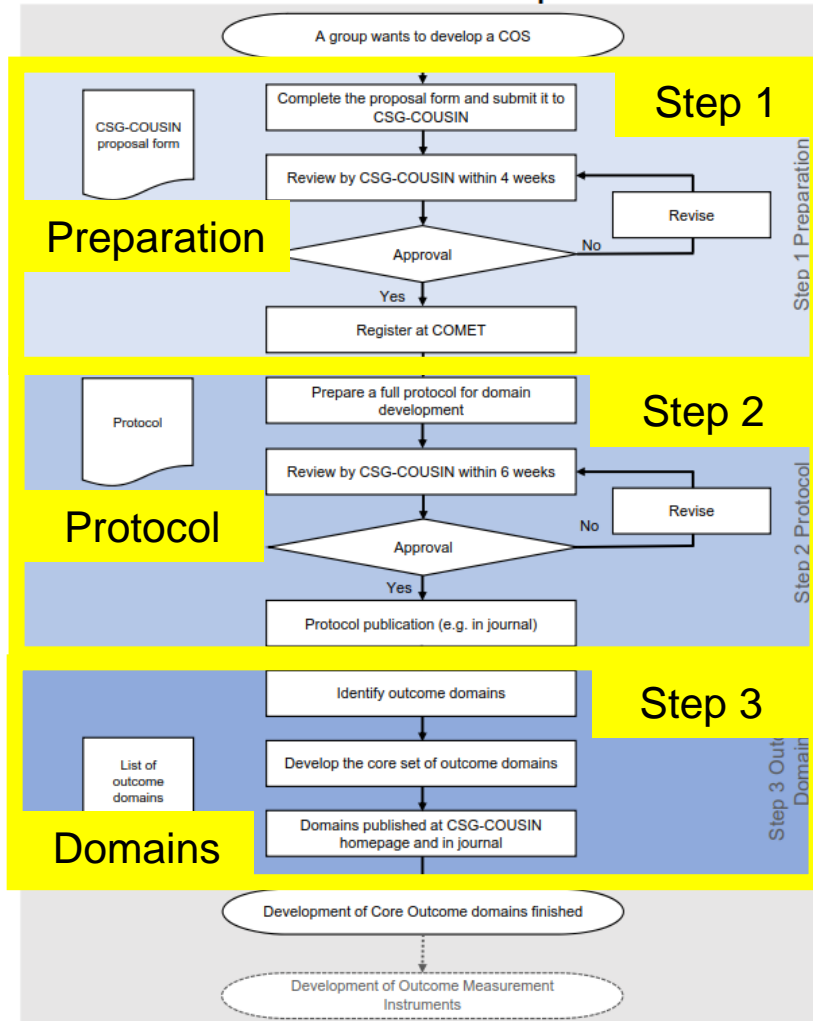 A group wants to develop a COS
Step 1
Complete the proposal form and submit it to
CSG-COUSIN
CSG-COUSIN
proposal form
Review by CSG-COUSIN within 4 weeks
Revise
Preparation
Approval
No
Yes
Register at COMET
Step 1 Preparation
Step 2
Prepare a full protocol for domain
development
Protocol
Review by CSG-COUSIN within 6 weeks
Revise
Protocol
Approval
No
Yes
Protocol publication (e.g. in journal)
Step 2 Protocol
Step 3
Identify outcome domains
List of
outcome
domains
Develop the core set of outcome domains
Domains
Domains published at CSG-COUSIN
homepage and in journal
Step 3
Domain
Development of Core Outcome domains finished
Development of Outcome Measurement
Instruments